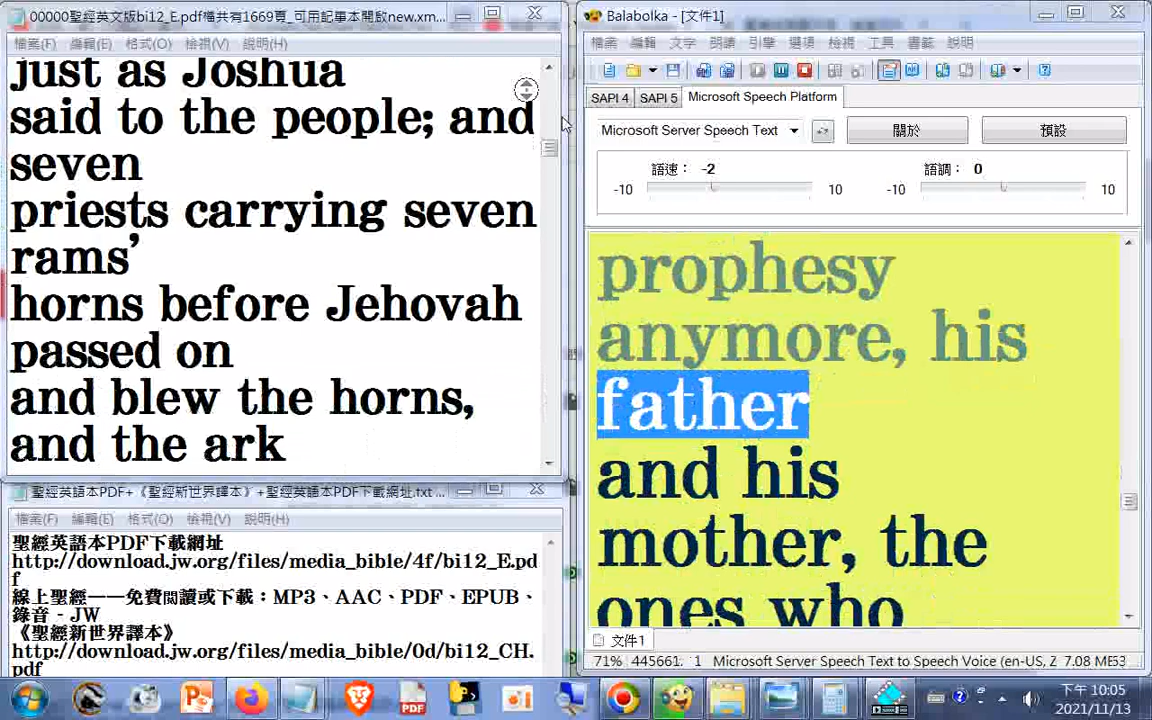 00000聖經英文版bi12_E.pdf檔共有1669頁_可用記事本開啟new.xm...
檔案(F) 編輯(E) 格式(O) 檢視(V) 說明(H)
just as Joshua
said to the people; and
seven
priests carrying seven
rams’
horns before Jehovah
passed on
and blew the horns,
and the ark
聖經英語本PDF+《聖經新世界譯本》+聖經英語本PDF下載網址.txt ...
檔案(F) 編輯(E) 格式(O) 檢視(V) 說明(H)
聖經英語本PDF下載網址
http://download.jw.org/files/media_bible/4f/bi12_E.pd
f
線上聖經——免費閱讀或下載：MP3、AAC、PDF、EPUB、
錄音 - JW
《聖經新世界譯本》
http://download.jw.org/files/media_bible/0d/bi12_CH.
pdf
Balabolka - [文件1]
檔案 編輯 文字 朗讀 引擎 選項 檢視 工具 書籤 說明
SAPI 4 SAPI 5 Microsoft Speech Platform
Microsoft Server Speech Text 關於 預設
語速： -2 語調： 0
-10 10 -10 10
prophesy
anymore, his
father
and his
mother, the
ones who
文件1
71% 445661. 1 Microsoft Server Speech Text to Speech Voice (en-US, Z 7.08 ME53
PDF
下午 10:05
2021/11/13